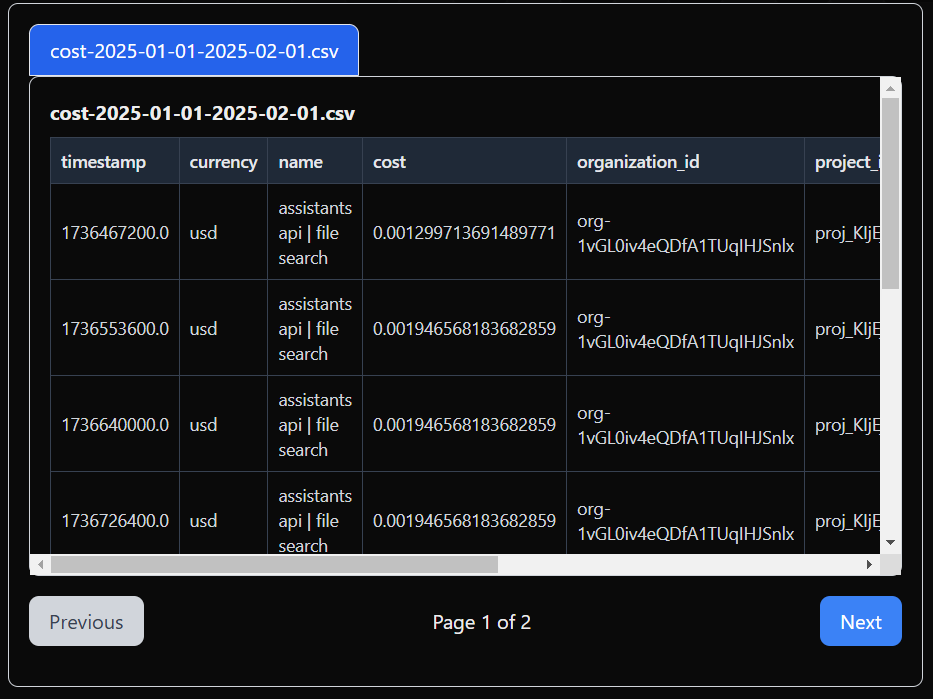 cost-2025-01-01-2025-02-01.csv
cost-2025-01-01-2025-02-01.csv
timestamp currency name cost organization_id project_i
1736467200.0 usd assistants api | file search 0.001299713691489771 org-1vGL0iv4eQDfA1TUqIHJSnlx proj_KIjE
1736553600.0 usd assistants api | file search 0.001946568183682859 org-1vGL0iv4eQDfA1TUqIHJSnlx proj_KIjE
1736640000.0 usd assistants api | file search 0.001946568183682859 org-1vGL0iv4eQDfA1TUqIHJSnlx proj_KIjE
1736726400.0 usd assistants api | file search 0.001946568183682859 org-1vGL0iv4eQDfA1TUqIHJSnlx proj_KIjE
Previous Page 1 of 2 Next